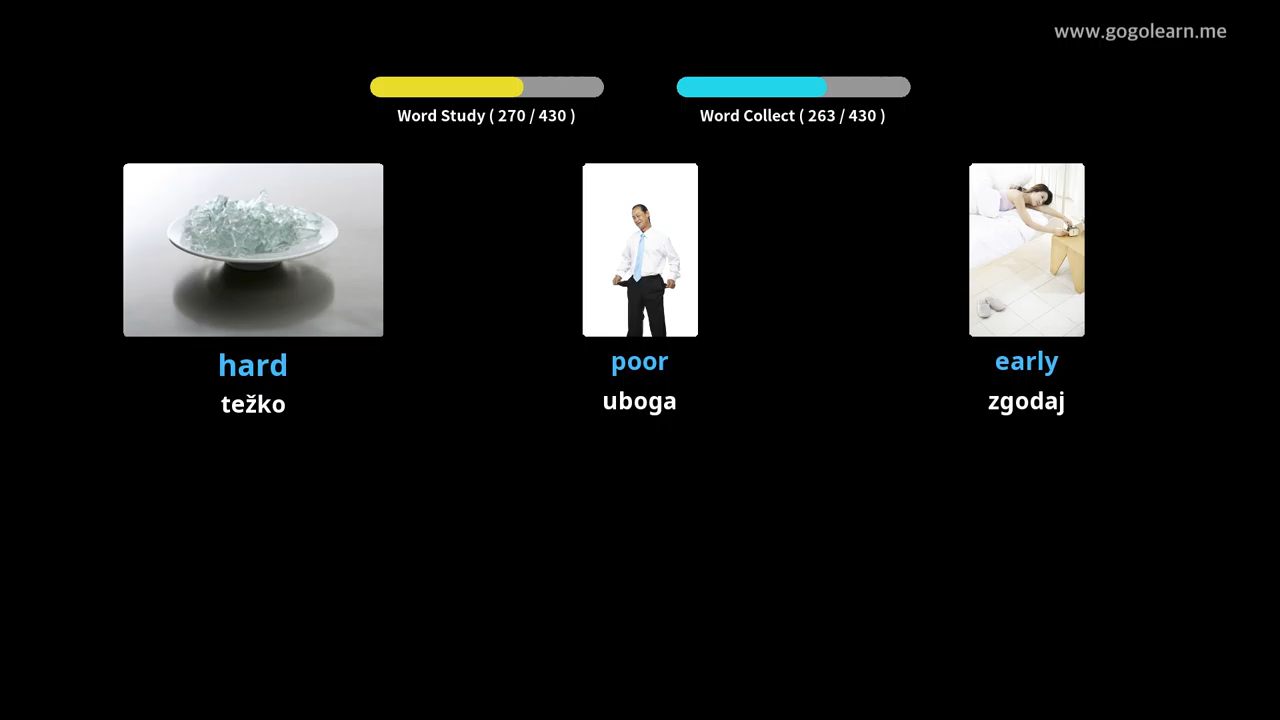 www.gogolearn.me
Word Study ( 270 / 430 )
Word Collect ( 263 / 430 )
hard
težko
poor
uboga
early
zgodaj